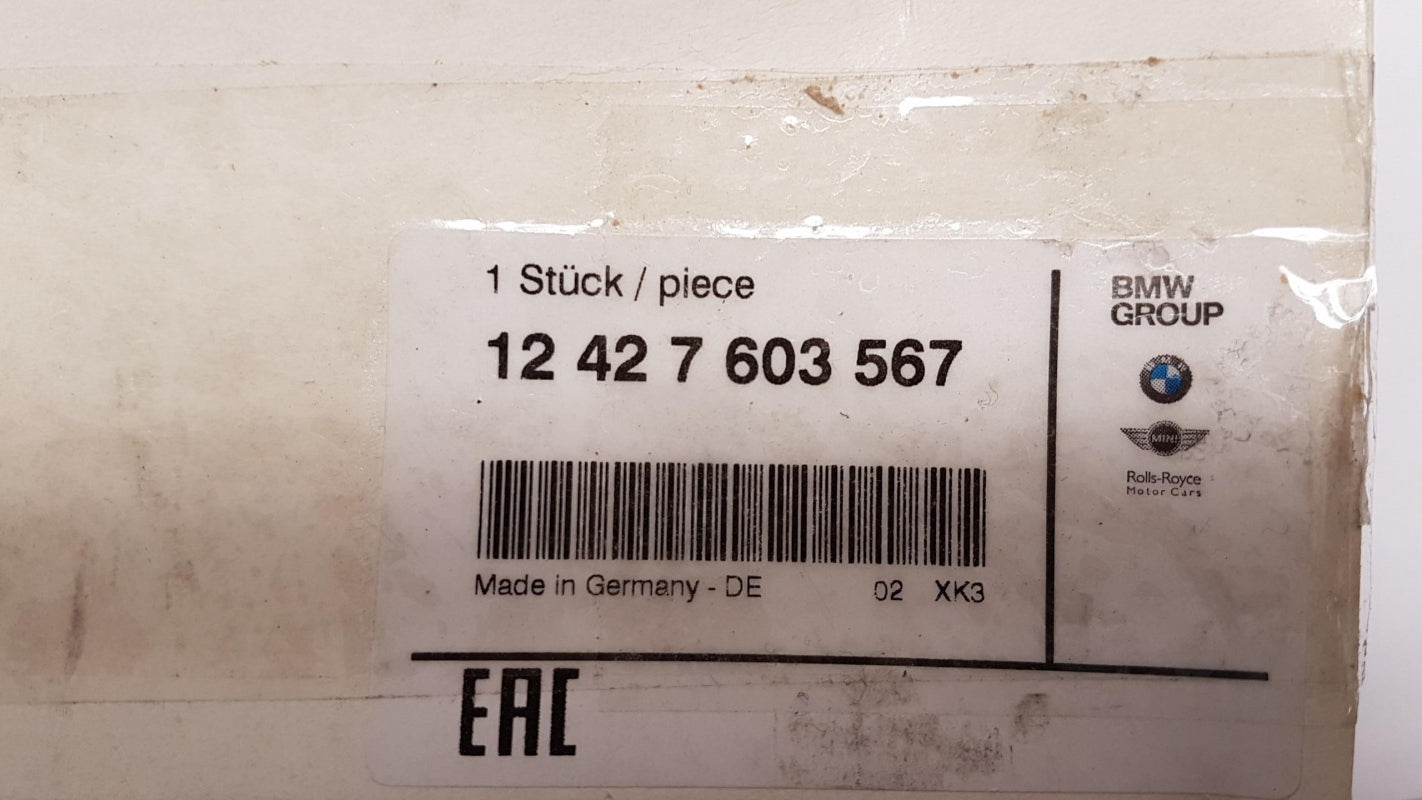 1 Stück / piece
12 42 7 603 567
Made in Germany - DE 02 XK3
EAC
BMW
GROUP
MINI
Rolls-Royce
Motor Cars